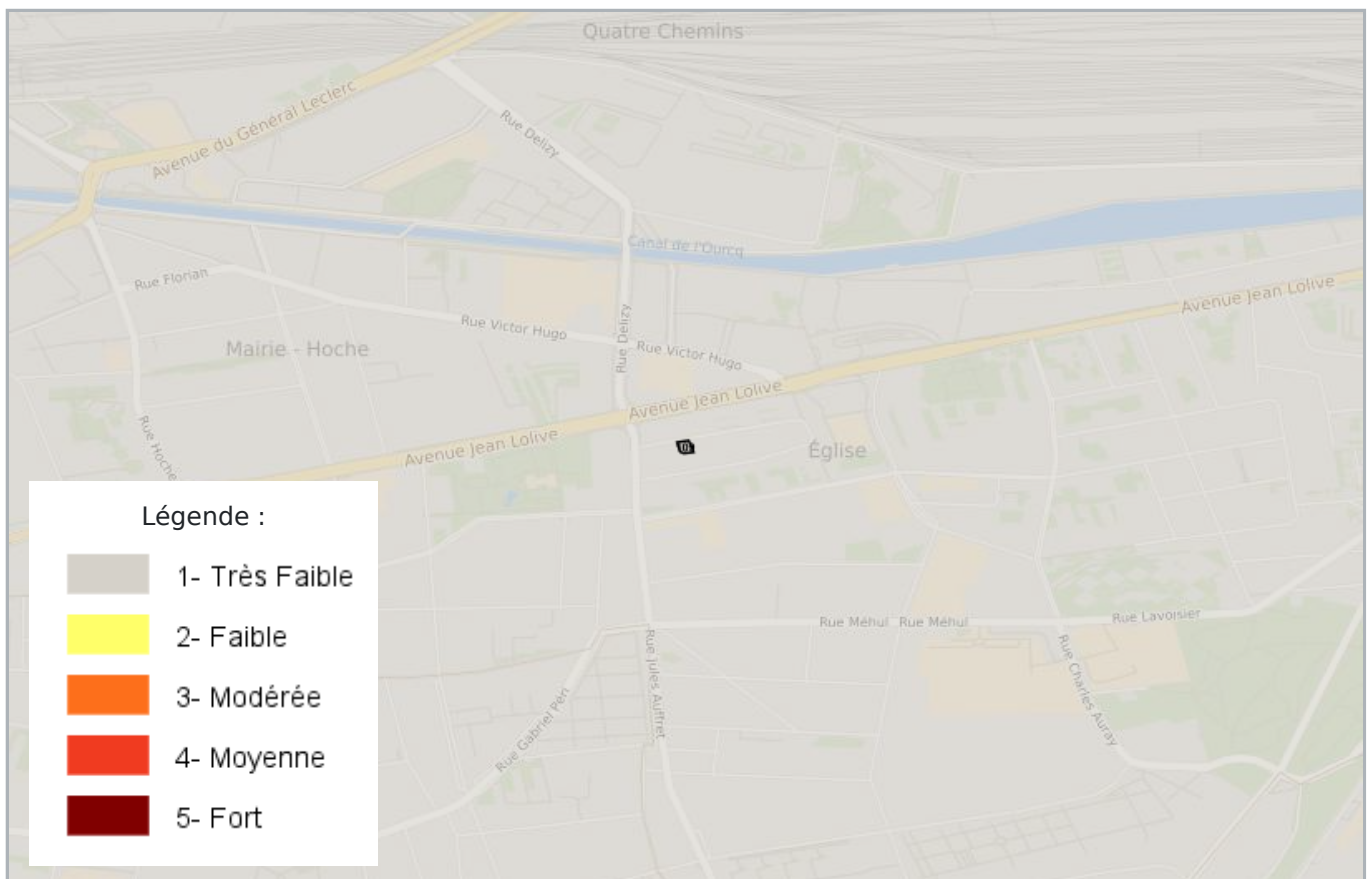 Quatre Chemins
Avenue du Général Leclerc
Rue Delizy
Canal de l'Ourcq
Rue Florian
Avenue Jean Lolive
Rue Victor Hugo
Rue Delizy
Mairie - Hoche
Rue Victor Hugo
Avenue Jean Lolive
Avenue Jean Lolive
Rue Hoche
Église
Légende :
1- Très Faible
2- Faible
3- Modérée
4- Moyenne
5- Fort
Rue Méhul Rue Méhul
Rue Lavoisier
Rue Jules Auffret
Rue Gabriel Péri
Rue Charles Auray